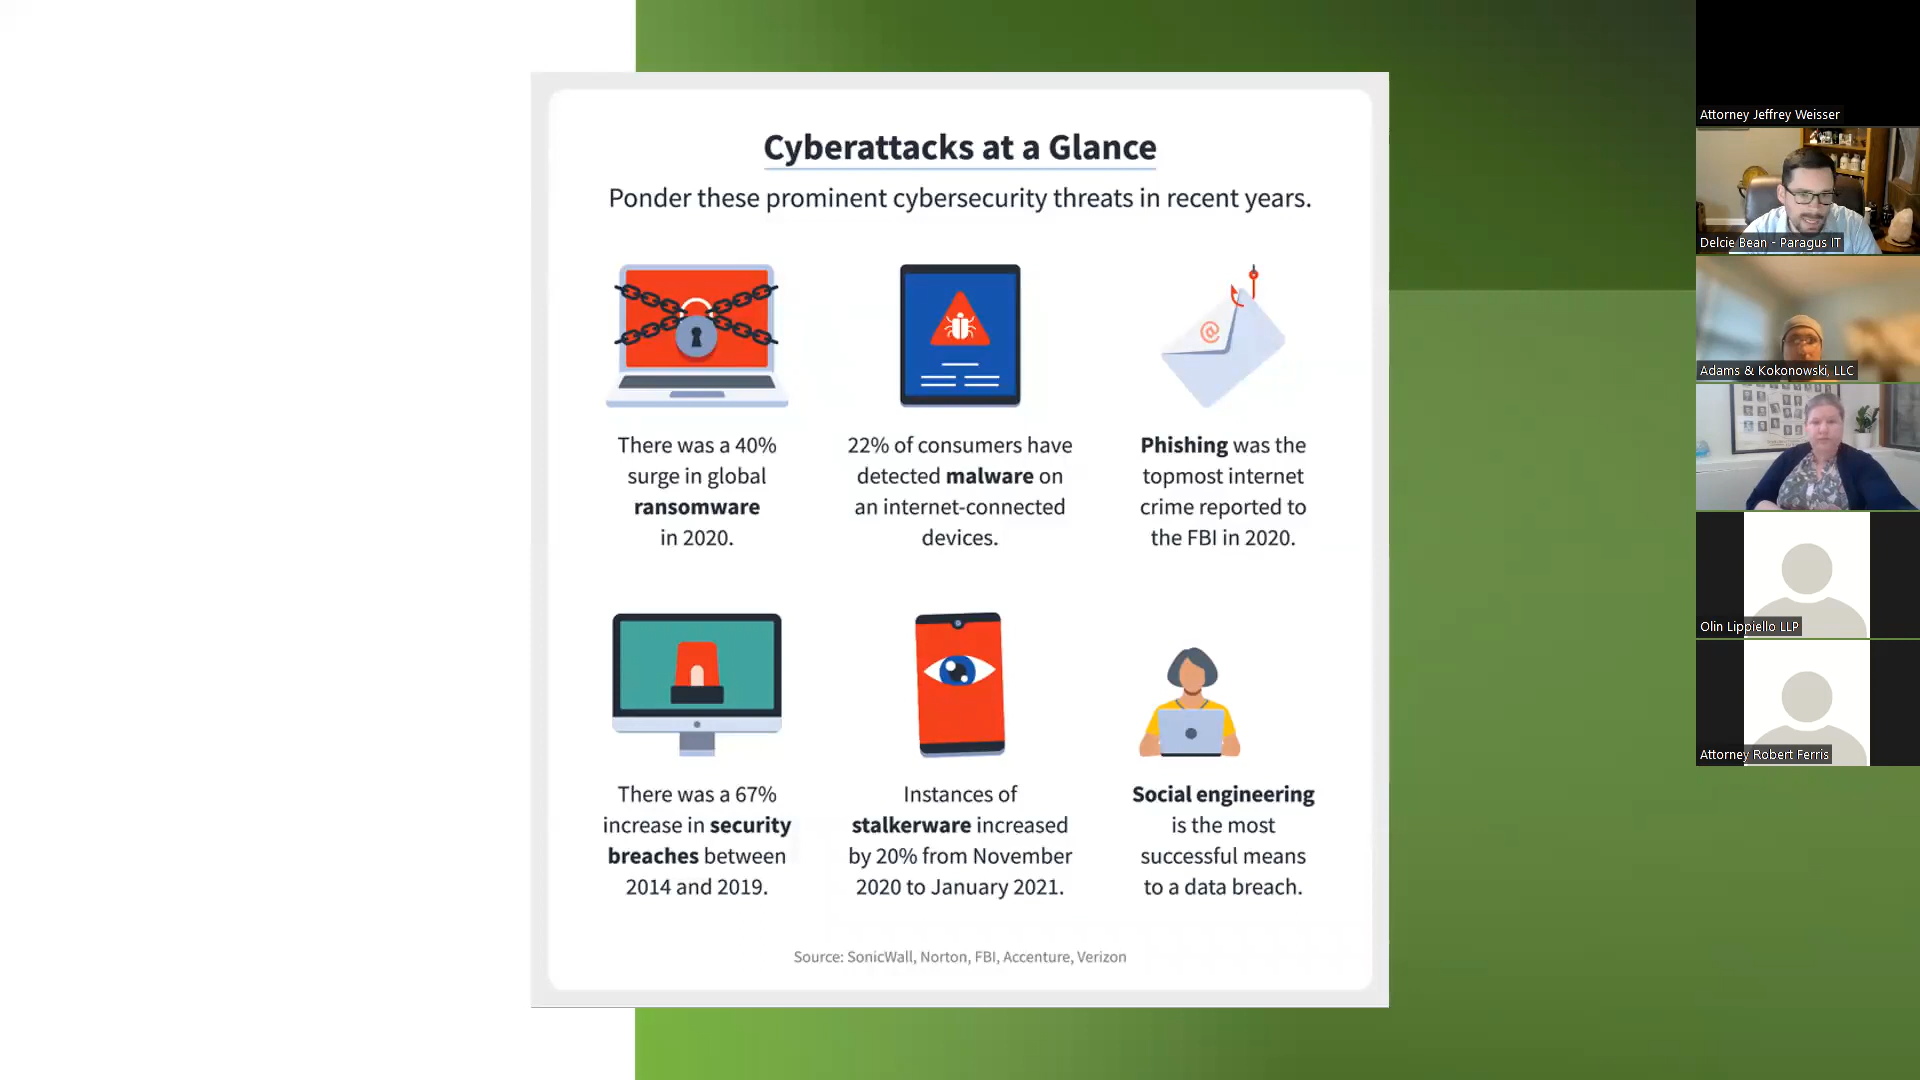 Cyberattacks at a Glance
Ponder these prominent cybersecurity threats in recent years.
There was a 40%
surge in global
ransomware
in 2020.
22% of consumers have
detected malware on
an internet-connected
devices.
@
Phishing was the
topmost internet
crime reported to
the FBI in 2020.
There was a 67%
increase in security
breaches between
2014 and 2019.
Instances of
stalkerware increased
by 20% from November
2020 to January 2021.
Social engineering
is the most
successful means
to a data breach.
Source: SonicWall, Norton, FBI, Accenture, Verizon
Attorney Jeffrey Weisser
Delcie Bean - Paragus IT
Adams & Kokonowski, LLC
Olin Lippiello LLP
Attorney Robert Ferris